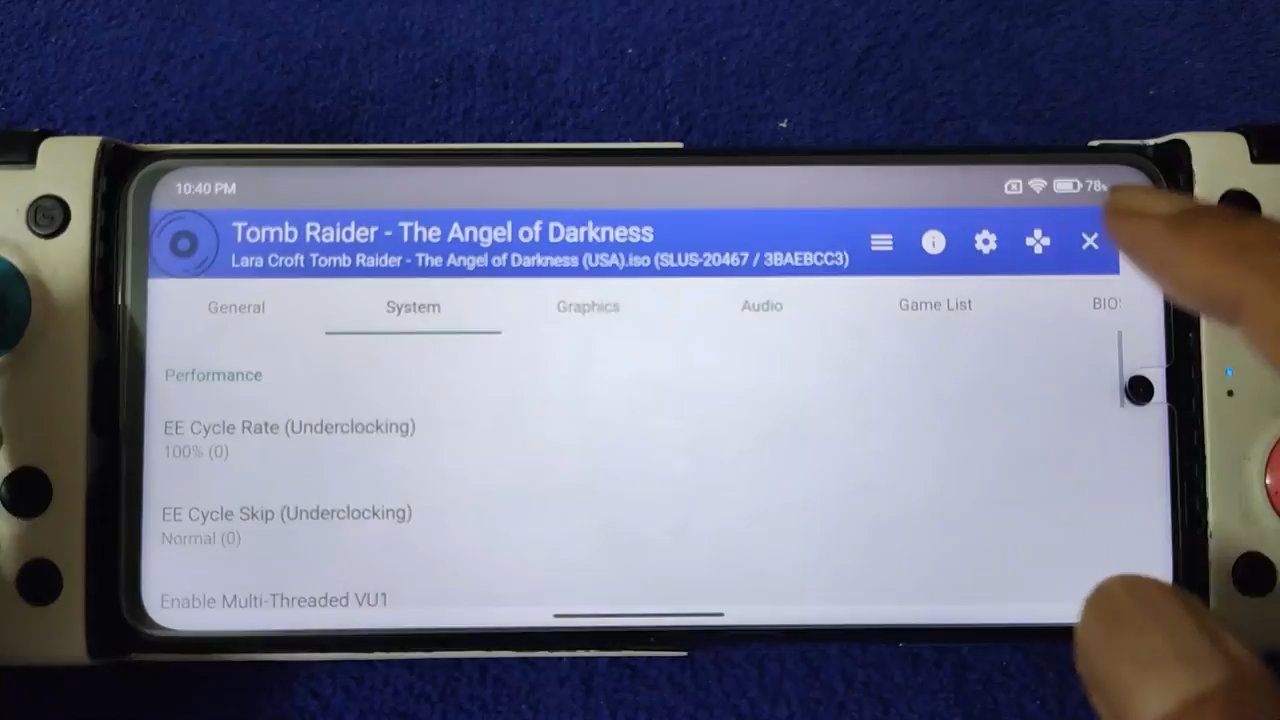 10:40 PM
78%
Tomb Raider - The Angel of Darkness
Lara Croft Tomb Raider - The Angel of Darkness (USA).iso (SLUS-20467 / 3BAEBCC3)
General System Graphics Audio Game List BIOS
Performance
EE Cycle Rate (Underclocking)
100% (0)
EE Cycle Skip (Underclocking)
Normal (0)
Enable Multi-Threaded VU1